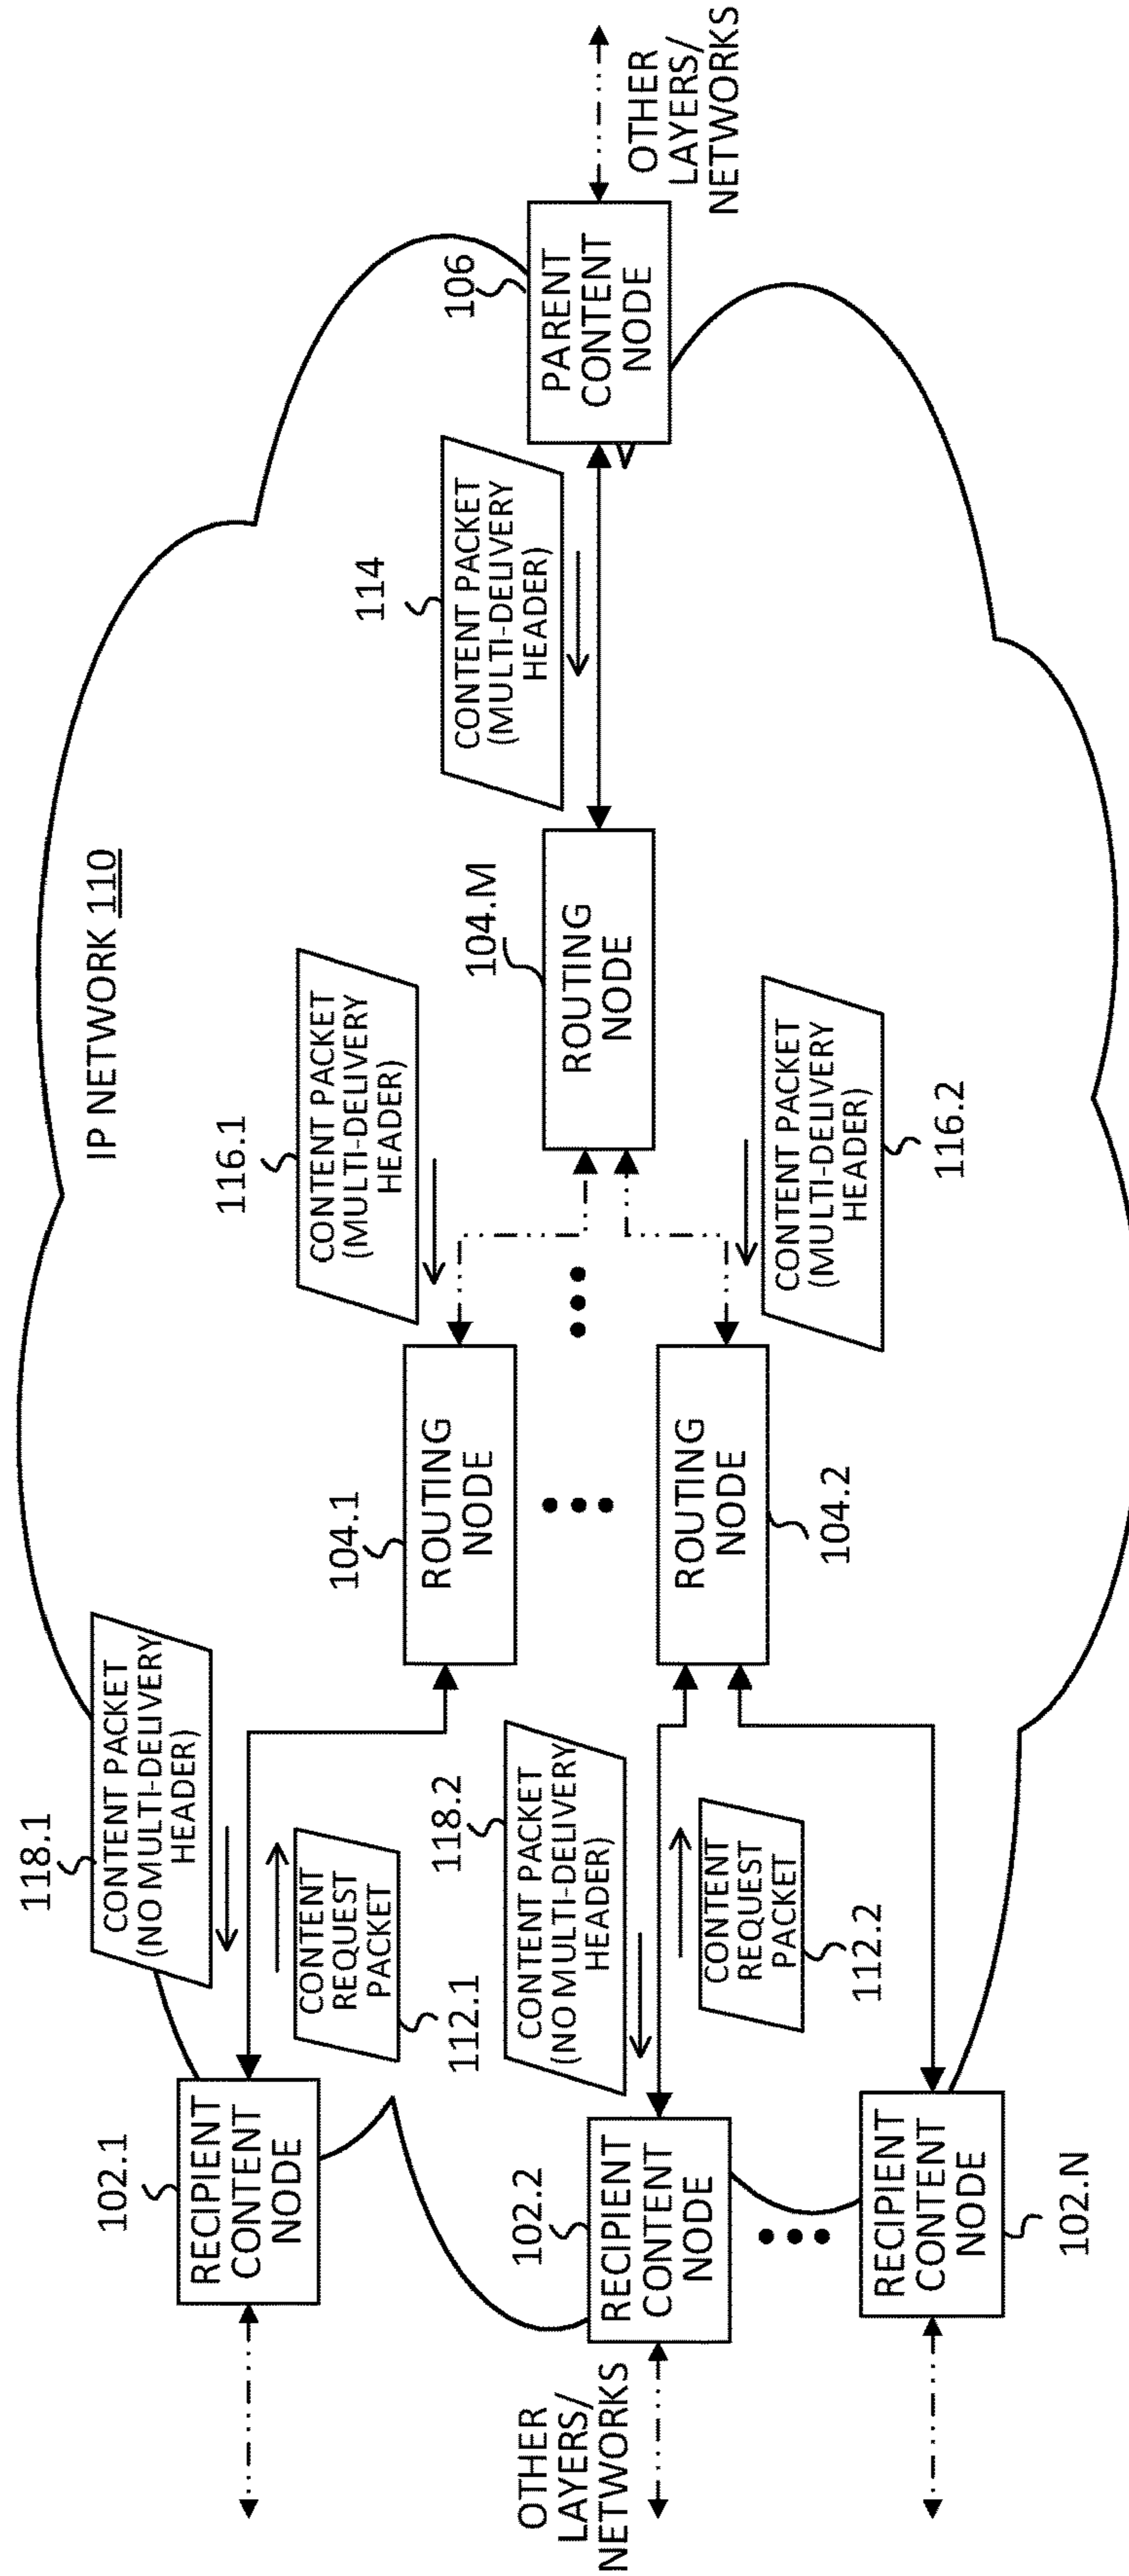 IP NETWORK 110
118.1
CONTENT PACKET
(NO MULTI-DELIVERY
HEADER)
116.1
CONTENT PACKET
(MULTI-DELIVERY
HEADER)
114
CONTENT PACKET
(MULTI-DELIVERY
HEADER)
106
PARENT
CONTENT
NODE
OTHER
LAYERS/
NETWORKS
102.1
RECIPIENT
CONTENT
NODE
CONTENT
REQUEST
PACKET
112.1
104.1
ROUTING
NODE
104.M
ROUTING
NODE
118.2
CONTENT PACKET
(NO MULTI-DELIVERY
HEADER)
OTHER
LAYERS/
NETWORKS
102.2
RECIPIENT
CONTENT
NODE
CONTENT
REQUEST
PACKET
112.2
ROUTING
NODE
104.2
CONTENT PACKET
(MULTI-DELIVERY
HEADER)
116.2
RECIPIENT
CONTENT
NODE
102.N